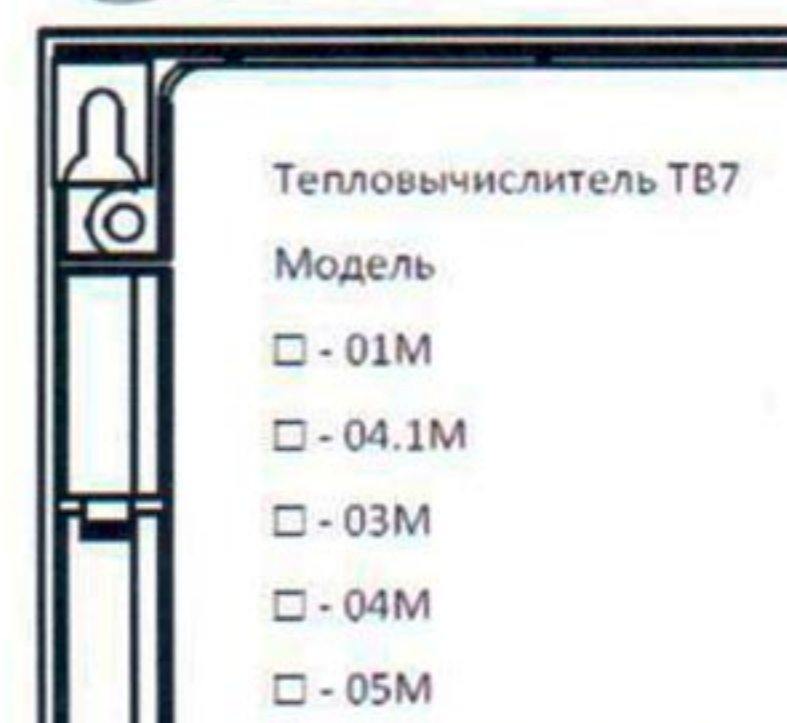 Тепловычислитель ТВ7
Модель
☐ - 01М
☐ - 04.1М
☐ - 03М
☐ - 04М
☐ - 05М